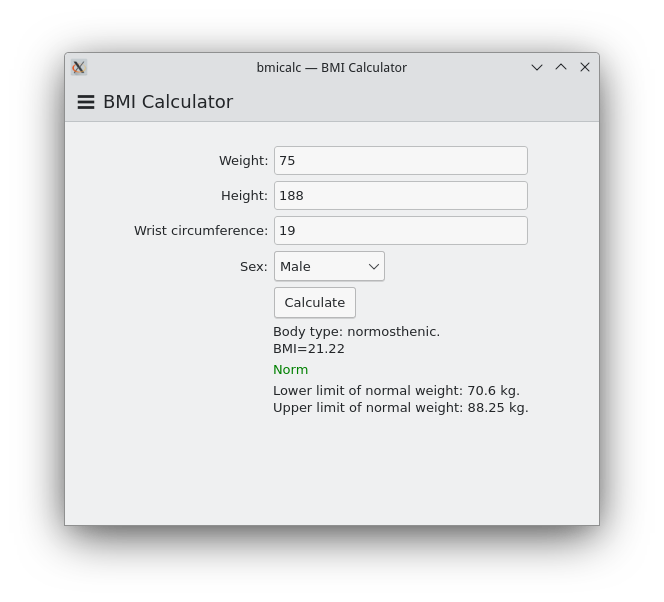 bmicalc — BMI Calculator
BMI Calculator
Weight: 75
Height: 188
Wrist circumference: 19
Sex: Male
Calculate
Body type: normosthenic.
BMI=21.22
Norm
Lower limit of normal weight: 70.6 kg.
Upper limit of normal weight: 88.25 kg.